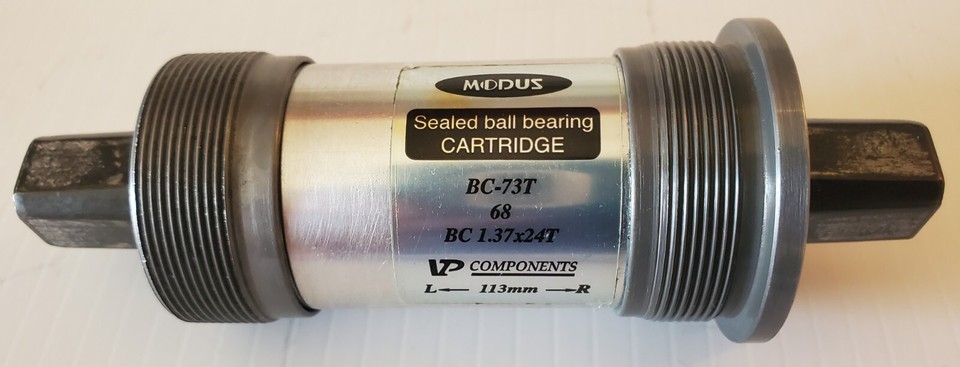 MODUS
Sealed ball bearing
CARTRIDGE
BC-73T
68
BC 1.37x24T
VP COMPONENTS
L ← 113mm → R